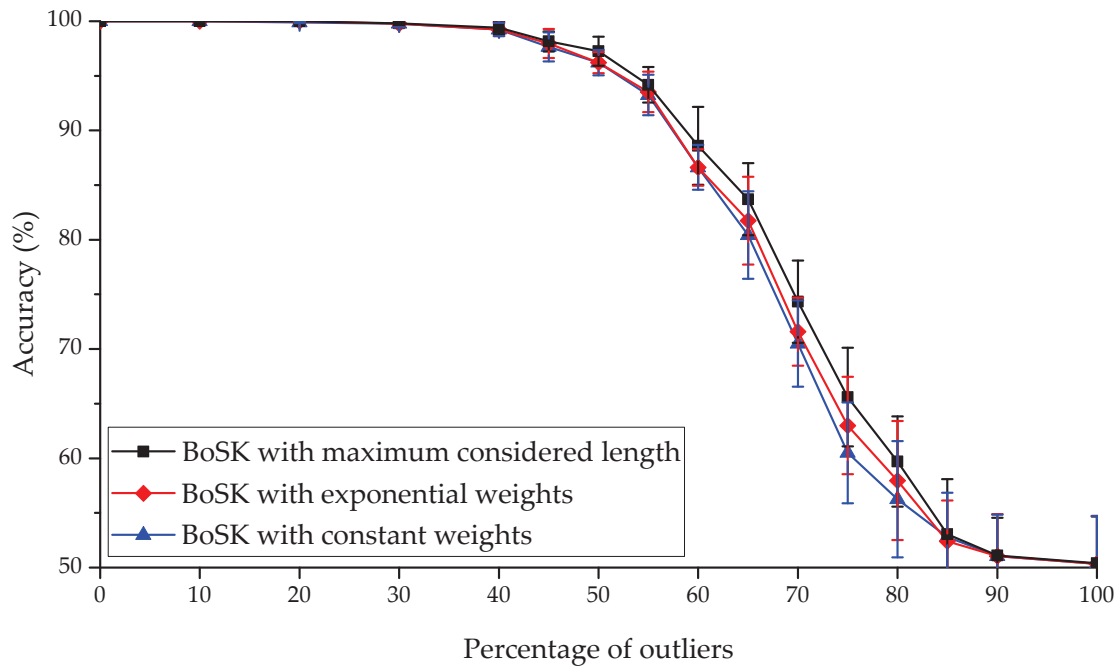 100
90
80
70
60
50
Accuracy (%)
BoSK with maximum considered length
BoSK with exponential weights
BoSK with constant weights
0 10 20 30 40 50 60 70 80 90 100
Percentage of outliers